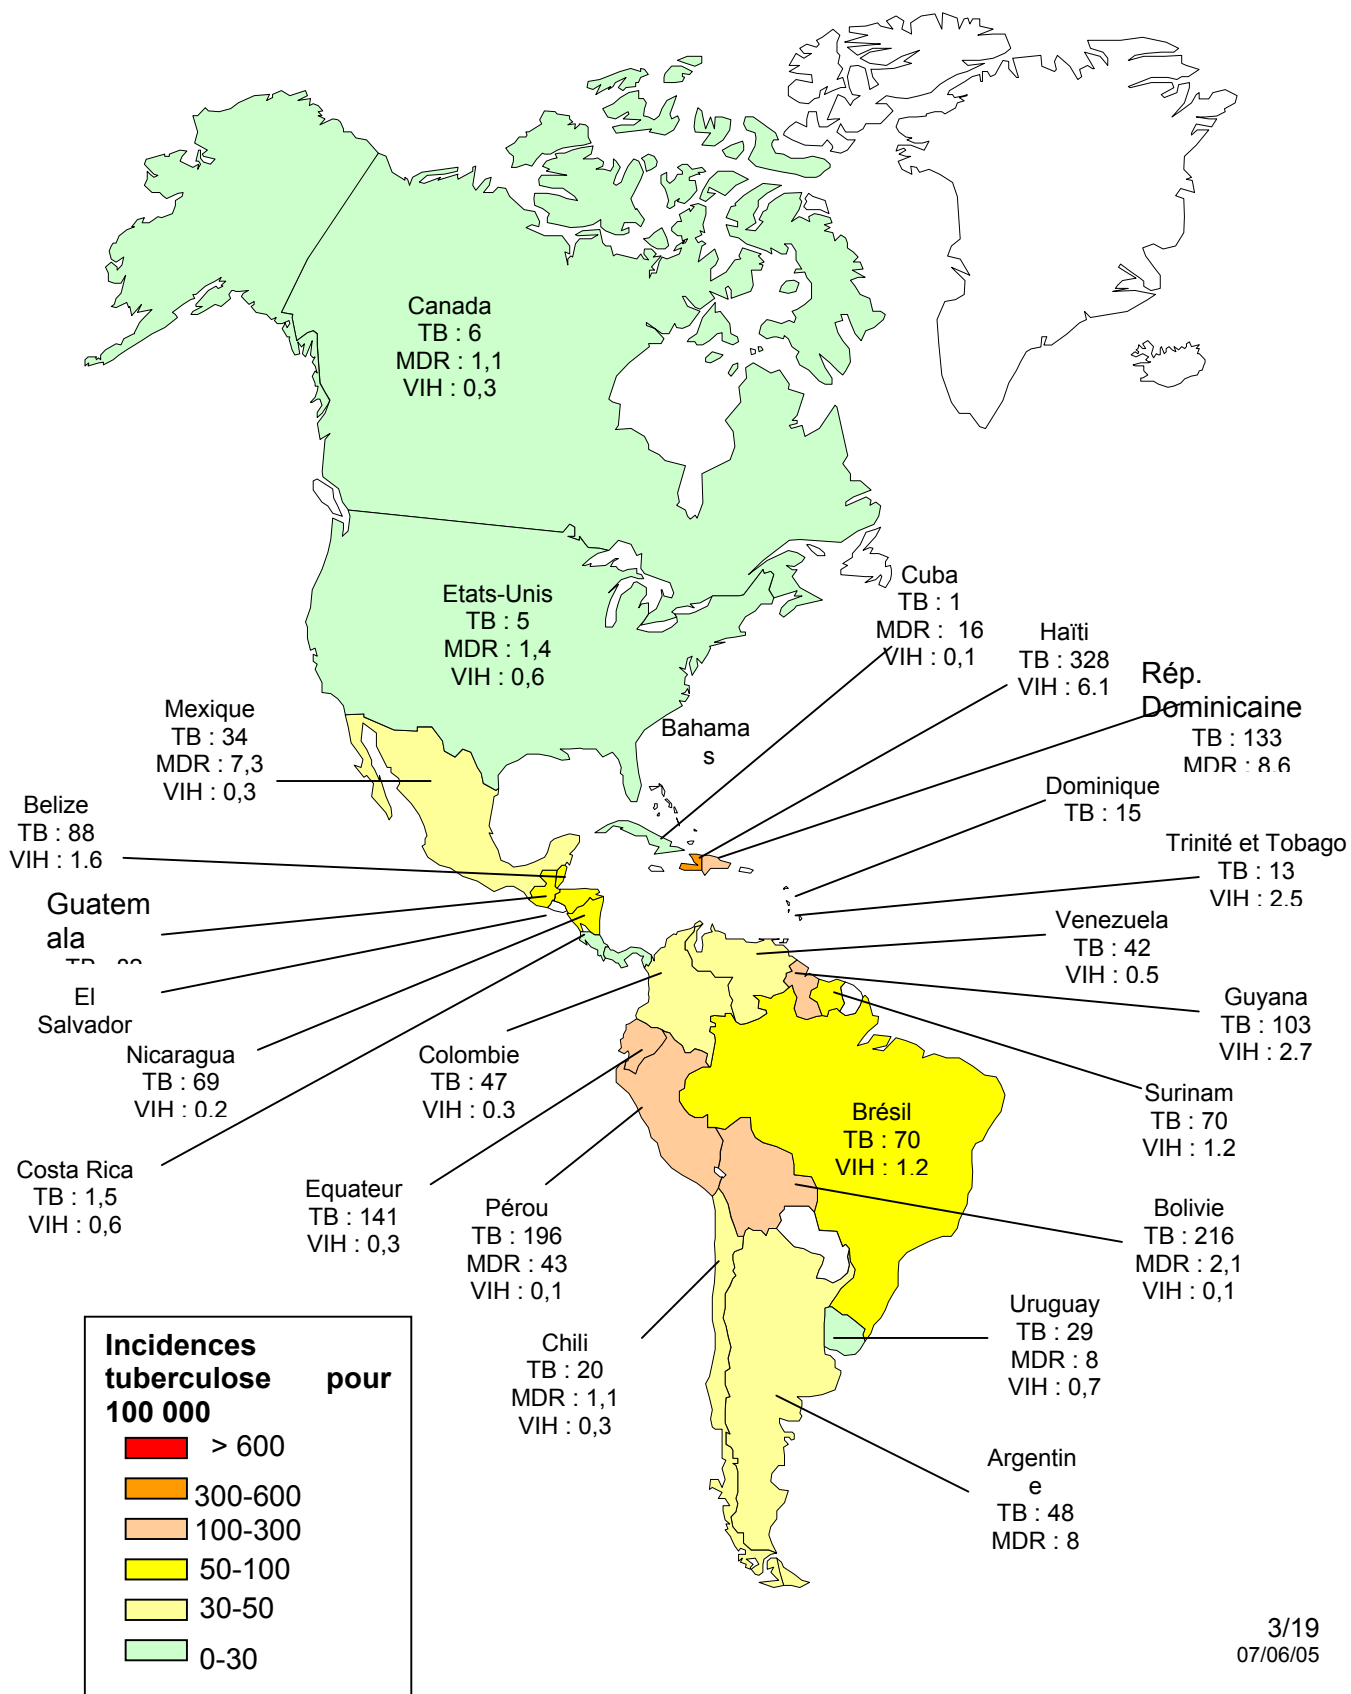 Canada
TB : 6
MDR : 1,1
VIH : 0,3
Etats-Unis
TB : 5
MDR : 1,4
VIH : 0,6
Cuba
TB : 1
MDR : 16
VIH : 0,1
Haïti
TB : 328
VIH : 6.1
Rép.
Dominicaine
TB : 133
MDR : 8.6
Mexique
TB : 34
MDR : 7,3
VIH : 0,3
Bahama
s
Dominique
TB : 15
Belize
TB : 88
VIH : 1.6
Trinité et Tobago
TB : 13
VIH : 2.5
Guatem
ala
Venezuela
TB : 42
VIH : 0.5
El
Salvador
Guyana
TB : 103
VIH : 2.7
Nicaragua
TB : 69
VIH : 0.2
Colombie
TB : 47
VIH : 0.3
Surinam
TB : 70
VIH : 1.2
Brésil
TB : 70
VIH : 1.2
Costa Rica
TB : 1,5
VIH : 0,6
Equateur
TB : 141
VIH : 0,3
Pérou
TB : 196
MDR : 43
VIH : 0,1
Bolivie
TB : 216
MDR : 2,1
VIH : 0,1
Uruguay
TB : 29
MDR : 8
VIH : 0,7
Chili
TB : 20
MDR : 1,1
VIH : 0,3
Argentin
e
TB : 48
MDR : 8
Incidences
tuberculose pour
100 000
> 600
300-600
100-300
50-100
30-50
0-30
3/19
07/06/05